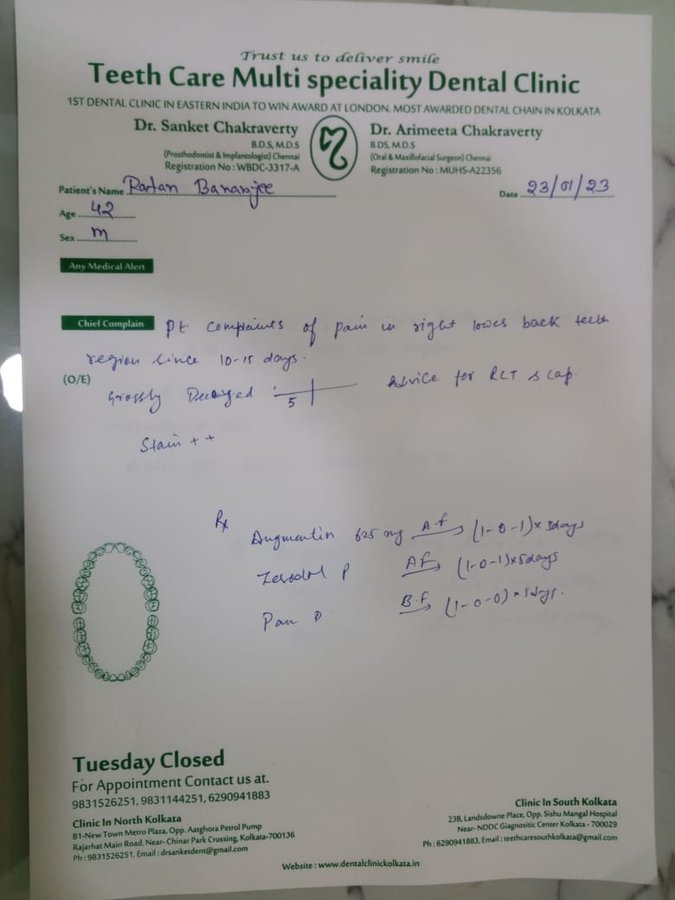 Trust us to deliver smile
Teeth Care Multi speciality Dental Clinic
1ST DENTAL CLINIC IN EASTERN INDIA TO WIN AWARD AT LONDON. MOST AWARDED DENTAL CHAIN IN KOLKATA
Dr. Sanket Chakraverty
B.D.S, M.D.S
(Prosthodontist & Implantologist) Chennai
Registration No : WBDC-3317-A
Dr. Arimeeta Chakraverty
B.DS, M.D.S
(Oral & Maxillofacial Surgeon) Chennai
Registration No : MUHS-A22356
Patient's Name Ratan Bananjee
Date 23/01/23
Age 42
Sex M
Any Medical Alert
Chief Complain Pt. complaints of pain in right lower back teeth
region since 10-15 days.
(O/E)
Grossly Decayed 5 Advice for RCT & cap
Stain ++
Rx
Augmentin 625 mg A.f (1-0-1) x 5days
Zerodol P AF (1-0-1) x 5days
Pan D B.f (1-0-0) x 5days.
Tuesday Closed
For Appointment Contact us at.
9831526251, 9831144251, 6290941883
Clinic In North Kolkata
B1-New Town Metro Plaza, Opp. Aatghora Petrol Pump
Rajarhat Main Road, Near- Chinar Park Crossing, Kolkata-700136
Ph : 9831526251, Email : drsanketdent@gmail.com
Clinic In South Kolkata
23B, Landsdowne Place, Opp. Sishu Mangal Hospital
Near- NDDC Giagnositic Center Kolkata - 700029
Ph : 6290941883, Email : teethcaresouthkolkata@gmail.com
Website : www.dentalclinickolkata.in